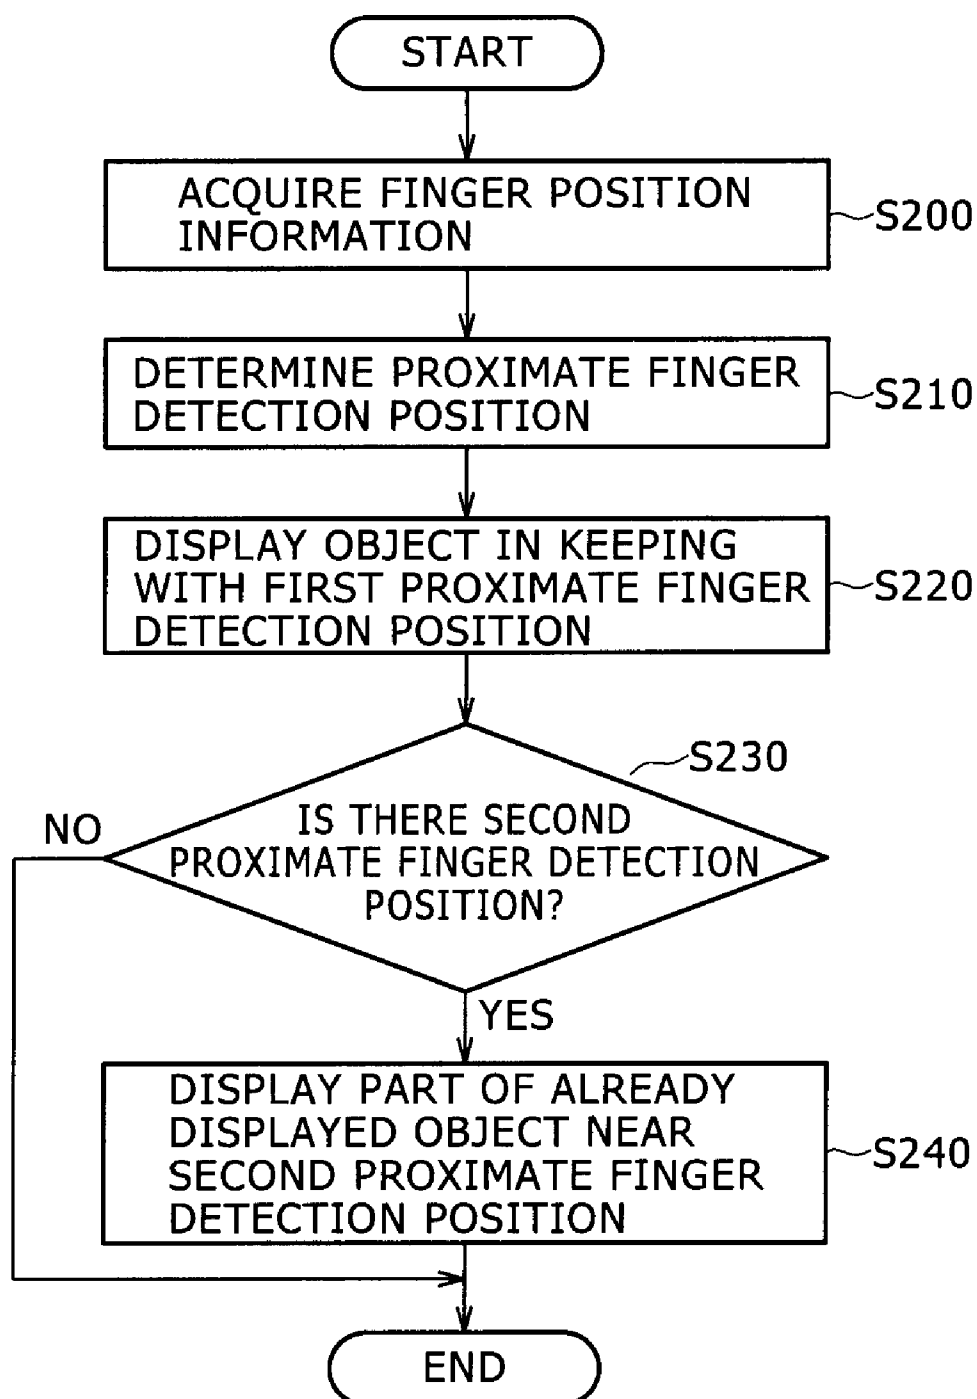 START
ACQUIRE FINGER POSITION
INFORMATION
S200
DETERMINE PROXIMATE FINGER
DETECTION POSITION
S210
DISPLAY OBJECT IN KEEPING
WITH FIRST PROXIMATE FINGER
DETECTION POSITION
S220
S230
IS THERE SECOND
PROXIMATE FINGER DETECTION
POSITION?
NO
YES
DISPLAY PART OF ALREADY
DISPLAYED OBJECT NEAR
SECOND PROXIMATE FINGER
DETECTION POSITION
S240
END